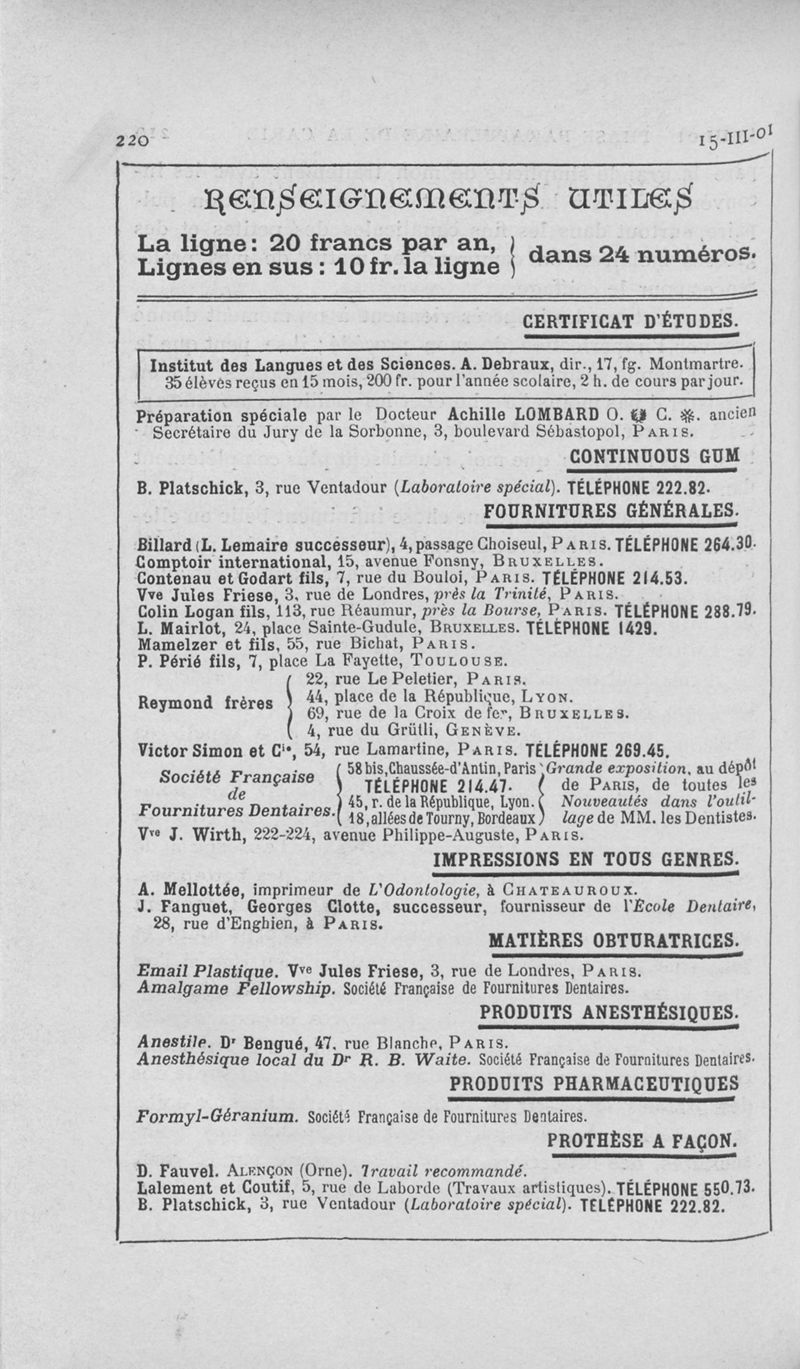 220
15-III-01
Renseignements utiles
La ligne: 20 francs par an, } dans 24 numéros.
Lignes en sus: 10 fr. la ligne
CERTIFICAT D'ÉTUDES.
Institut des Langues et des Sciences. A. Debraux, dir., 17, fg. Montmartre.
35 élèves reçus en 15 mois, 200 fr. pour l'année scolaire, 2 h. de cours par jour.
Préparation spéciale par le Docteur Achille LOMBARD O. C. ancien
Secrétaire du Jury de la Sorbonne, 3, boulevard Sébastopol, PARIS.
CONTINUOUS GUM
B. Platschick, 3, rue Ventadour (Laboratoire spécial). TÉLÉPHONE 222.82.
FOURNITURES GÉNÉRALES.
Billard (L. Lemaire successeur), 4, passage Choiseul, PARIS. TÉLÉPHONE 264.30.
Comptoir international, 15, avenue Fonsny, BRUXELLES.
Contenau et Godart fils, 7, rue du Bouloi, PARIS. TÉLÉPHONE 214.53.
Vve Jules Friese, 3, rue de Londres, près la Trinité, PARIS.
Colin Logan fils, 113, rue Réaumur, près la Bourse, PARIS. TÉLÉPHONE 288.79.
L. Mairlot, 24, place Sainte-Gudule, BRUXELLES. TÉLÉPHONE 1429.
Mamelzer et fils, 55, rue Bichat, PARIS.
P. Périé fils, 7, place La Fayette, TOULOUSE.
Reymond frères
22, rue Le Peletier, PARIS.
44, place de la République, LYON.
69, rue de la Croix de fer, BRUXELLES.
4, rue du Grütli, GENÈVE.
Victor Simon et Cie, 54, rue Lamartine, PARIS. TÉLÉPHONE 269.45.
Société Française
de
Fournitures Dentaires.
58 bis, Chaussée-d'Antin, Paris
TÉLÉPHONE 214.47.
45, r. de la République, Lyon.
18, allées de Tourny, Bordeaux
Grande exposition, au dépôt
de PARIS, de toutes les
Nouveautés dans l'outil-
lage de MM. les Dentistes.
Vve J. Wirth, 222-224, avenue Philippe-Auguste, PARIS.
IMPRESSIONS EN TOUS GENRES.
A. Mellottée, imprimeur de L'Odontologie, à CHATEAUROUX.
J. Fanguet, Georges Clotte, successeur, fournisseur de l'École Dentaire,
28, rue d'Enghien, à PARIS.
MATIÈRES OBTURATRICES.
Email Plastique. Vve Jules Friese, 3, rue de Londres, PARIS.
Amalgame Fellowship. Société Française de Fournitures Dentaires.
PRODUITS ANESTHÉSIQUES.
Anestile. Dr Bengué, 47, rue Blanche, PARIS.
Anesthésique local du Dr R. B. Waite. Société Française de Fournitures Dentaires.
PRODUITS PHARMACEUTIQUES
Formyl-Géranium. Société Française de Fournitures Dentaires.
PROTHÈSE A FAÇON.
D. Fauvel. ALENÇON (Orne). Travail recommandé.
Lalement et Coutif, 5, rue de Laborde (Travaux artistiques). TÉLÉPHONE 550.73.
B. Platschick, 3, rue Ventadour (Laboratoire spécial). TÉLÉPHONE 222.82.